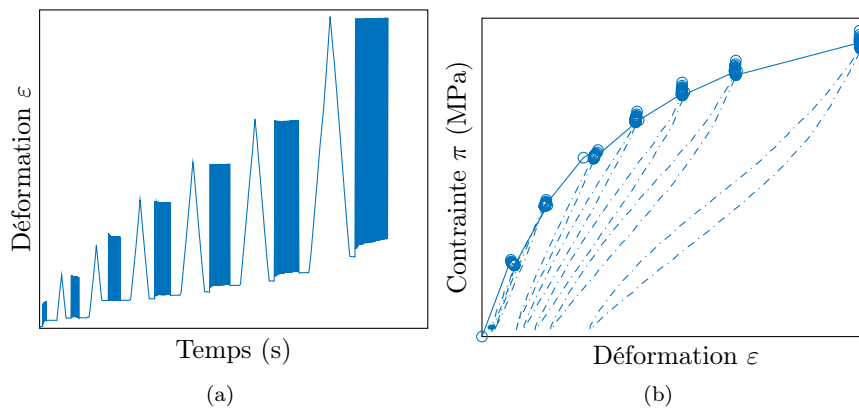 Déformation ε
Temps (s)
(a)
Contrainte π (MPa)
Déformation ε
(b)